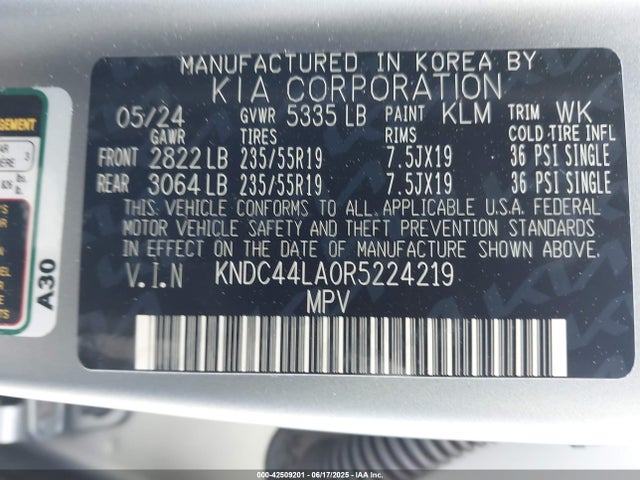 MANUFACTURED IN KOREA BY
KIA CORPORATION
05/24 GVWR 5335 LB PAINT KLM TRIM WK
GAWR TIRES RIMS COLD TIRE INFL
FRONT 2822 LB 235/55R19 7.5JX19 36 PSI SINGLE
REAR 3064 LB 235/55R19 7.5JX19 36 PSI SINGLE
THIS VEHICLE CONFORMS TO ALL APPLICABLE U.S.A. FEDERAL
MOTOR VEHICLE SAFETY AND THEFT PREVENTION STANDARDS
IN EFFECT ON THE DATE OF MANUFACTURE SHOWN ABOVE.
V.I.N KNDC44LA0R5224219
MPV
A30
000-42509201 - 06/17/2025 - IAA Corp.